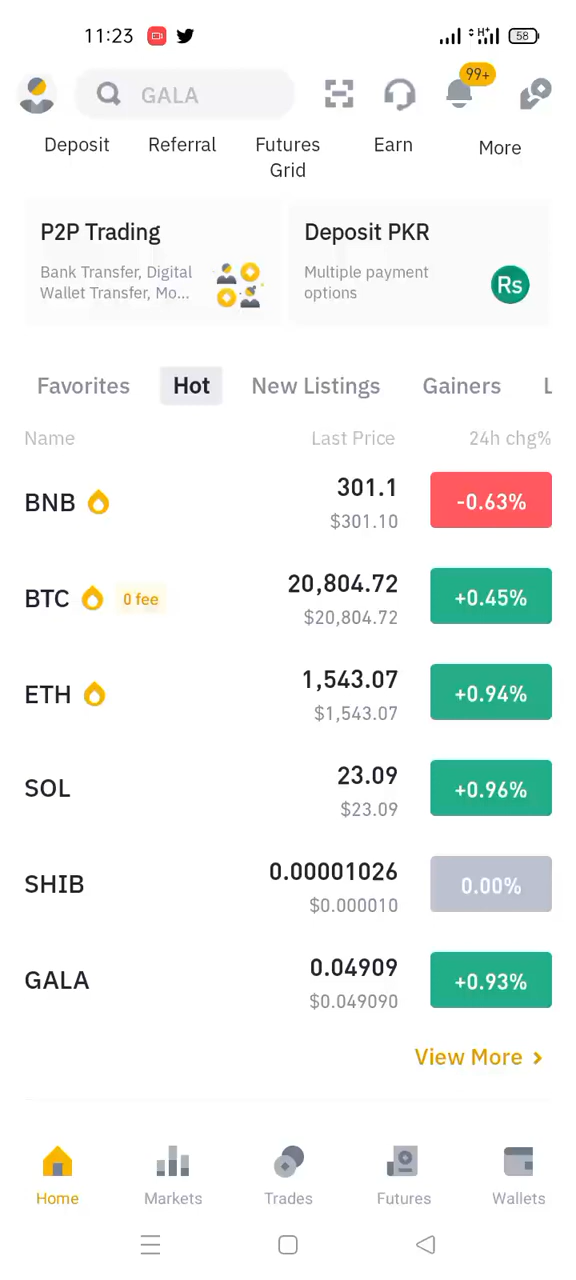 11:23
H+
58
99+
GALA
Deposit Referral Futures Grid Earn More
P2P Trading
Bank Transfer, Digital
Wallet Transfer, Mo...
Deposit PKR
Multiple payment
options
Rs
Favorites Hot New Listings Gainers L
Name Last Price 24h chg%
BNB 301.1 -0.63%
$301.10
BTC 0 fee 20,804.72 +0.45%
$20,804.72
ETH 1,543.07 +0.94%
$1,543.07
SOL 23.09 +0.96%
$23.09
SHIB 0.00001026 0.00%
$0.000010
GALA 0.04909 +0.93%
$0.049090
View More
Home Markets Trades Futures Wallets